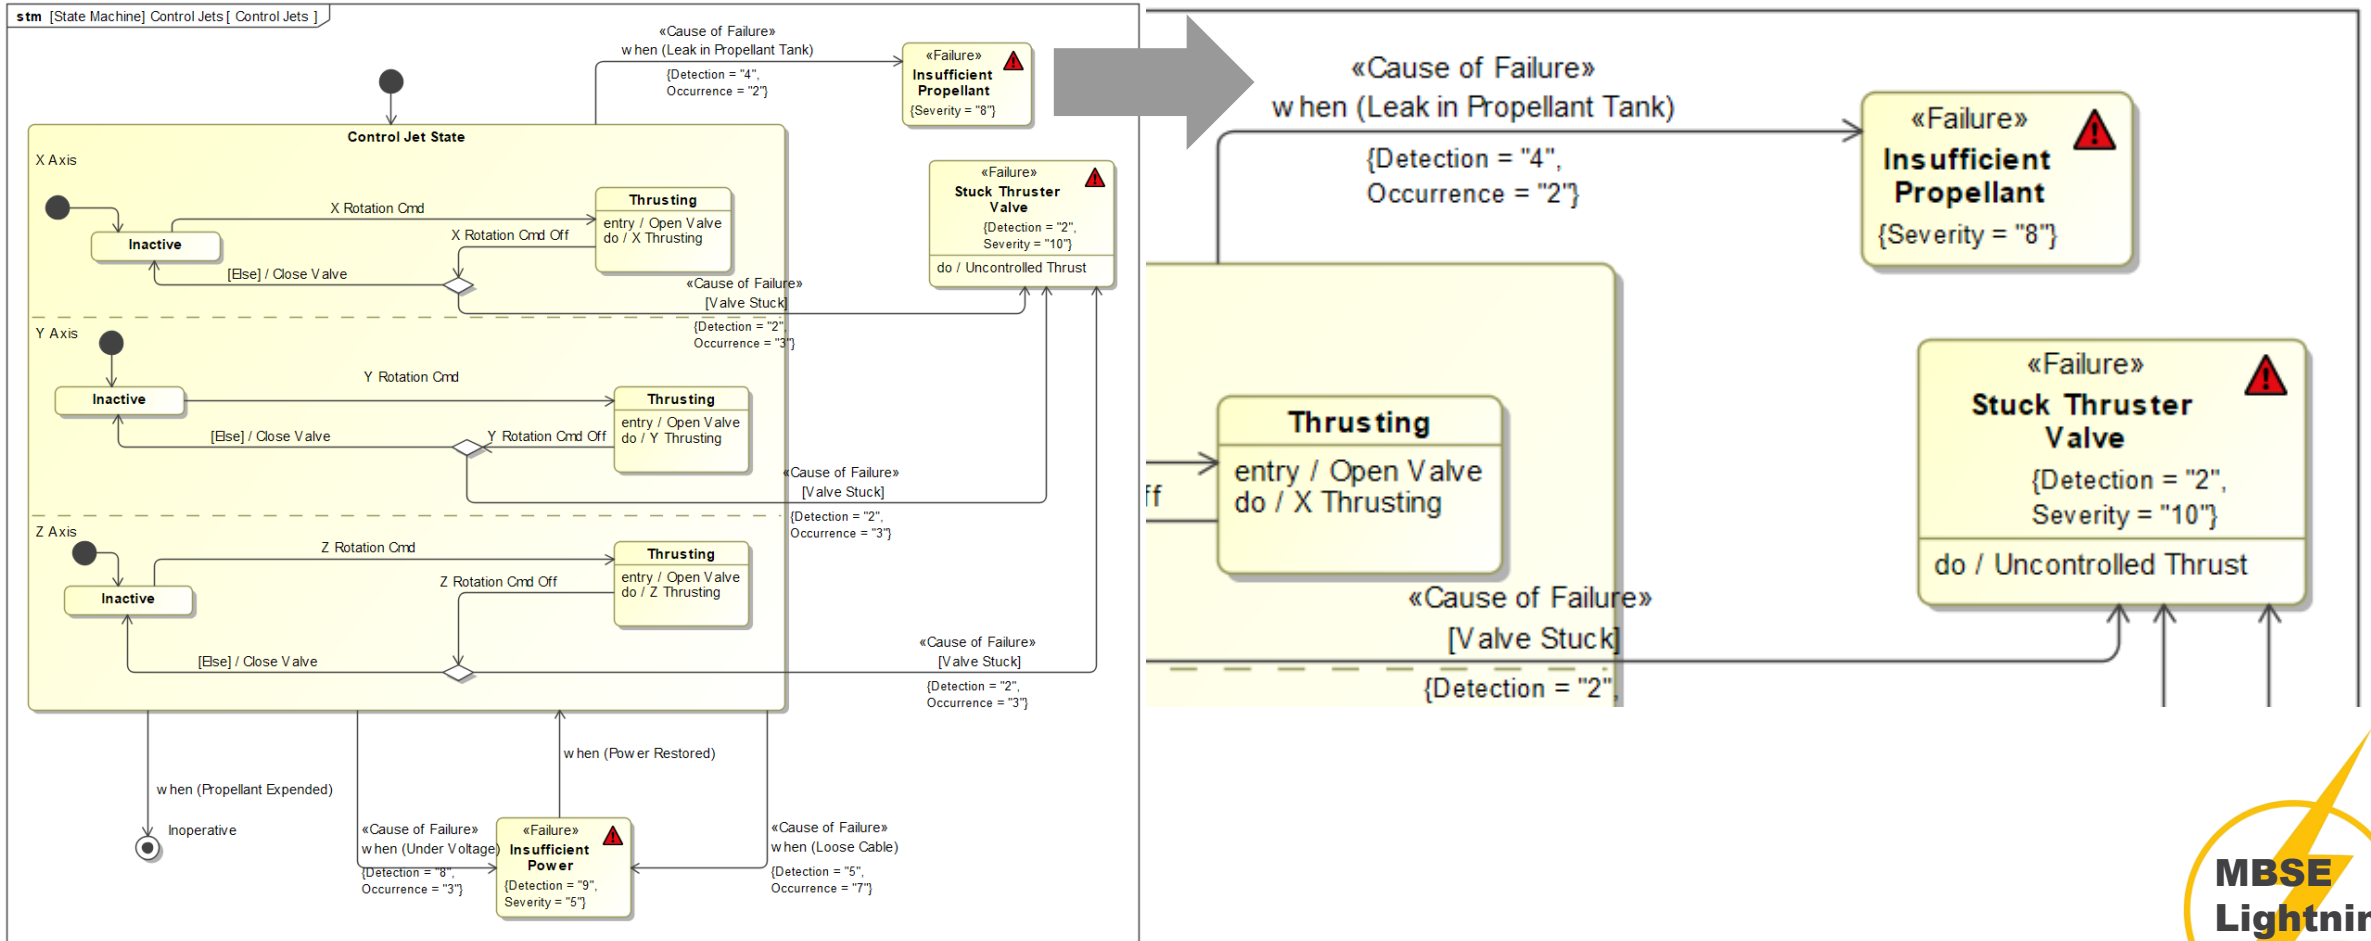 stm [State Machine] Control Jets [ Control Jets ]
«Cause of Failure»
when (Leak in Propellant Tank)
{Detection = "4",
Occurrence = "2"}
«Failure»
Insufficient
Propellant
{Severity = "8"}
Control Jet State
X Axis
Inactive
X Rotation Cmd
Thrusting
entry / Open Valve
do / X Thrusting
X Rotation Cmd Off
[Else] / Close Valve
«Cause of Failure»
[Valve Stuck]
{Detection = "2",
Occurrence = "3"}
«Failure»
Stuck Thruster
Valve
{Detection = "2",
Severity = "10"}
do / Uncontrolled Thrust
Y Axis
Inactive
Y Rotation Cmd
Thrusting
entry / Open Valve
do / Y Thrusting
Y Rotation Cmd Off
[Else] / Close Valve
«Cause of Failure»
[Valve Stuck]
{Detection = "2",
Occurrence = "3"}
Z Axis
Inactive
Z Rotation Cmd
Thrusting
entry / Open Valve
do / Z Thrusting
Z Rotation Cmd Off
[Else] / Close Valve
«Cause of Failure»
[Valve Stuck]
{Detection = "2",
Occurrence = "3"}
when (Propellant Expended)
Inoperative
«Cause of Failure»
when (Under Voltage)
{Detection = "8",
Occurrence = "3"}
when (Power Restored)
«Failure»
Insufficient
Power
{Detection = "9",
Severity = "5"}
«Cause of Failure»
when (Loose Cable)
{Detection = "5",
Occurrence = "7"}
«Cause of Failure»
when (Leak in Propellant Tank)
{Detection = "4",
Occurrence = "2"}
«Failure»
Insufficient
Propellant
{Severity = "8"}
ff
Thrusting
entry / Open Valve
do / X Thrusting
«Cause of Failure»
[Valve Stuck]
{Detection = "2",
«Failure»
Stuck Thruster
Valve
{Detection = "2",
Severity = "10"}
do / Uncontrolled Thrust
MBSE
Lightnin